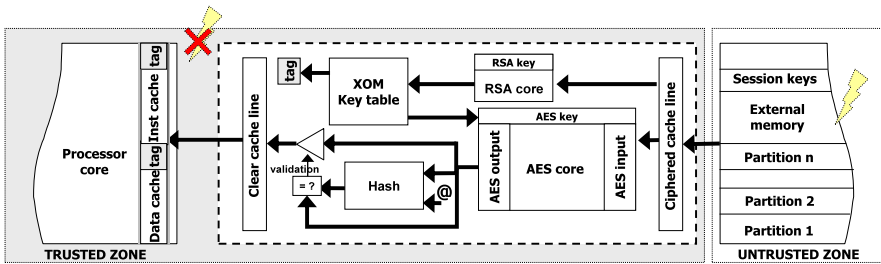 Processor
core
tag
Inst cache
tag
Data cache
TRUSTED ZONE
Clear cache line
tag
XOM
Key table
RSA key
RSA core
AES key
AES output
AES core
AES input
validation
= ?
Hash
@
Ciphered cache line
Session keys
External
memory
Partition n
Partition 2
Partition 1
UNTRUSTED ZONE